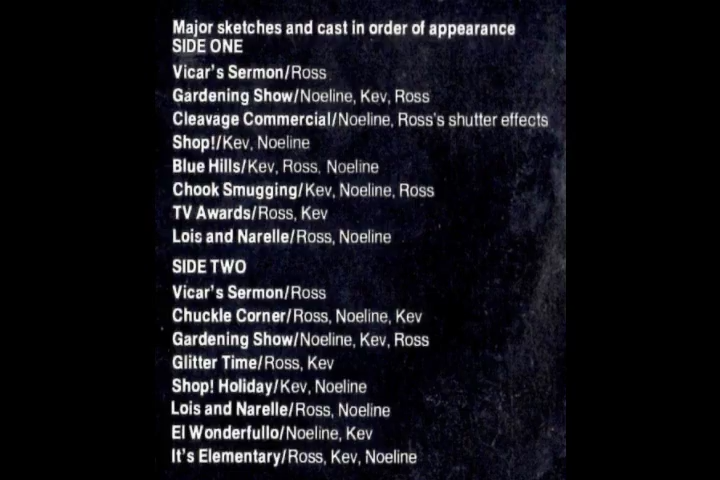 Major sketches and cast in order of appearance
SIDE ONE
Vicar's Sermon/Ross
Gardening Show/Noeline, Kev, Ross
Cleavage Commercial/Noeline, Ross's shutter effects
Shop!/Kev, Noeline
Blue Hills/Kev, Ross, Noeline
Chook Smugging/Kev, Noeline, Ross
TV Awards/Ross, Kev
Lois and Narelle/Ross, Noeline
SIDE TWO
Vicar's Sermon/Ross
Chuckle Corner/Ross, Noeline, Kev
Gardening Show/Noeline, Kev, Ross
Glitter Time/Ross, Kev
Shop! Holiday/Kev, Noeline
Lois and Narelle/Ross, Noeline
El Wonderfullo/Noeline, Kev
It's Elementary/Ross, Kev, Noeline